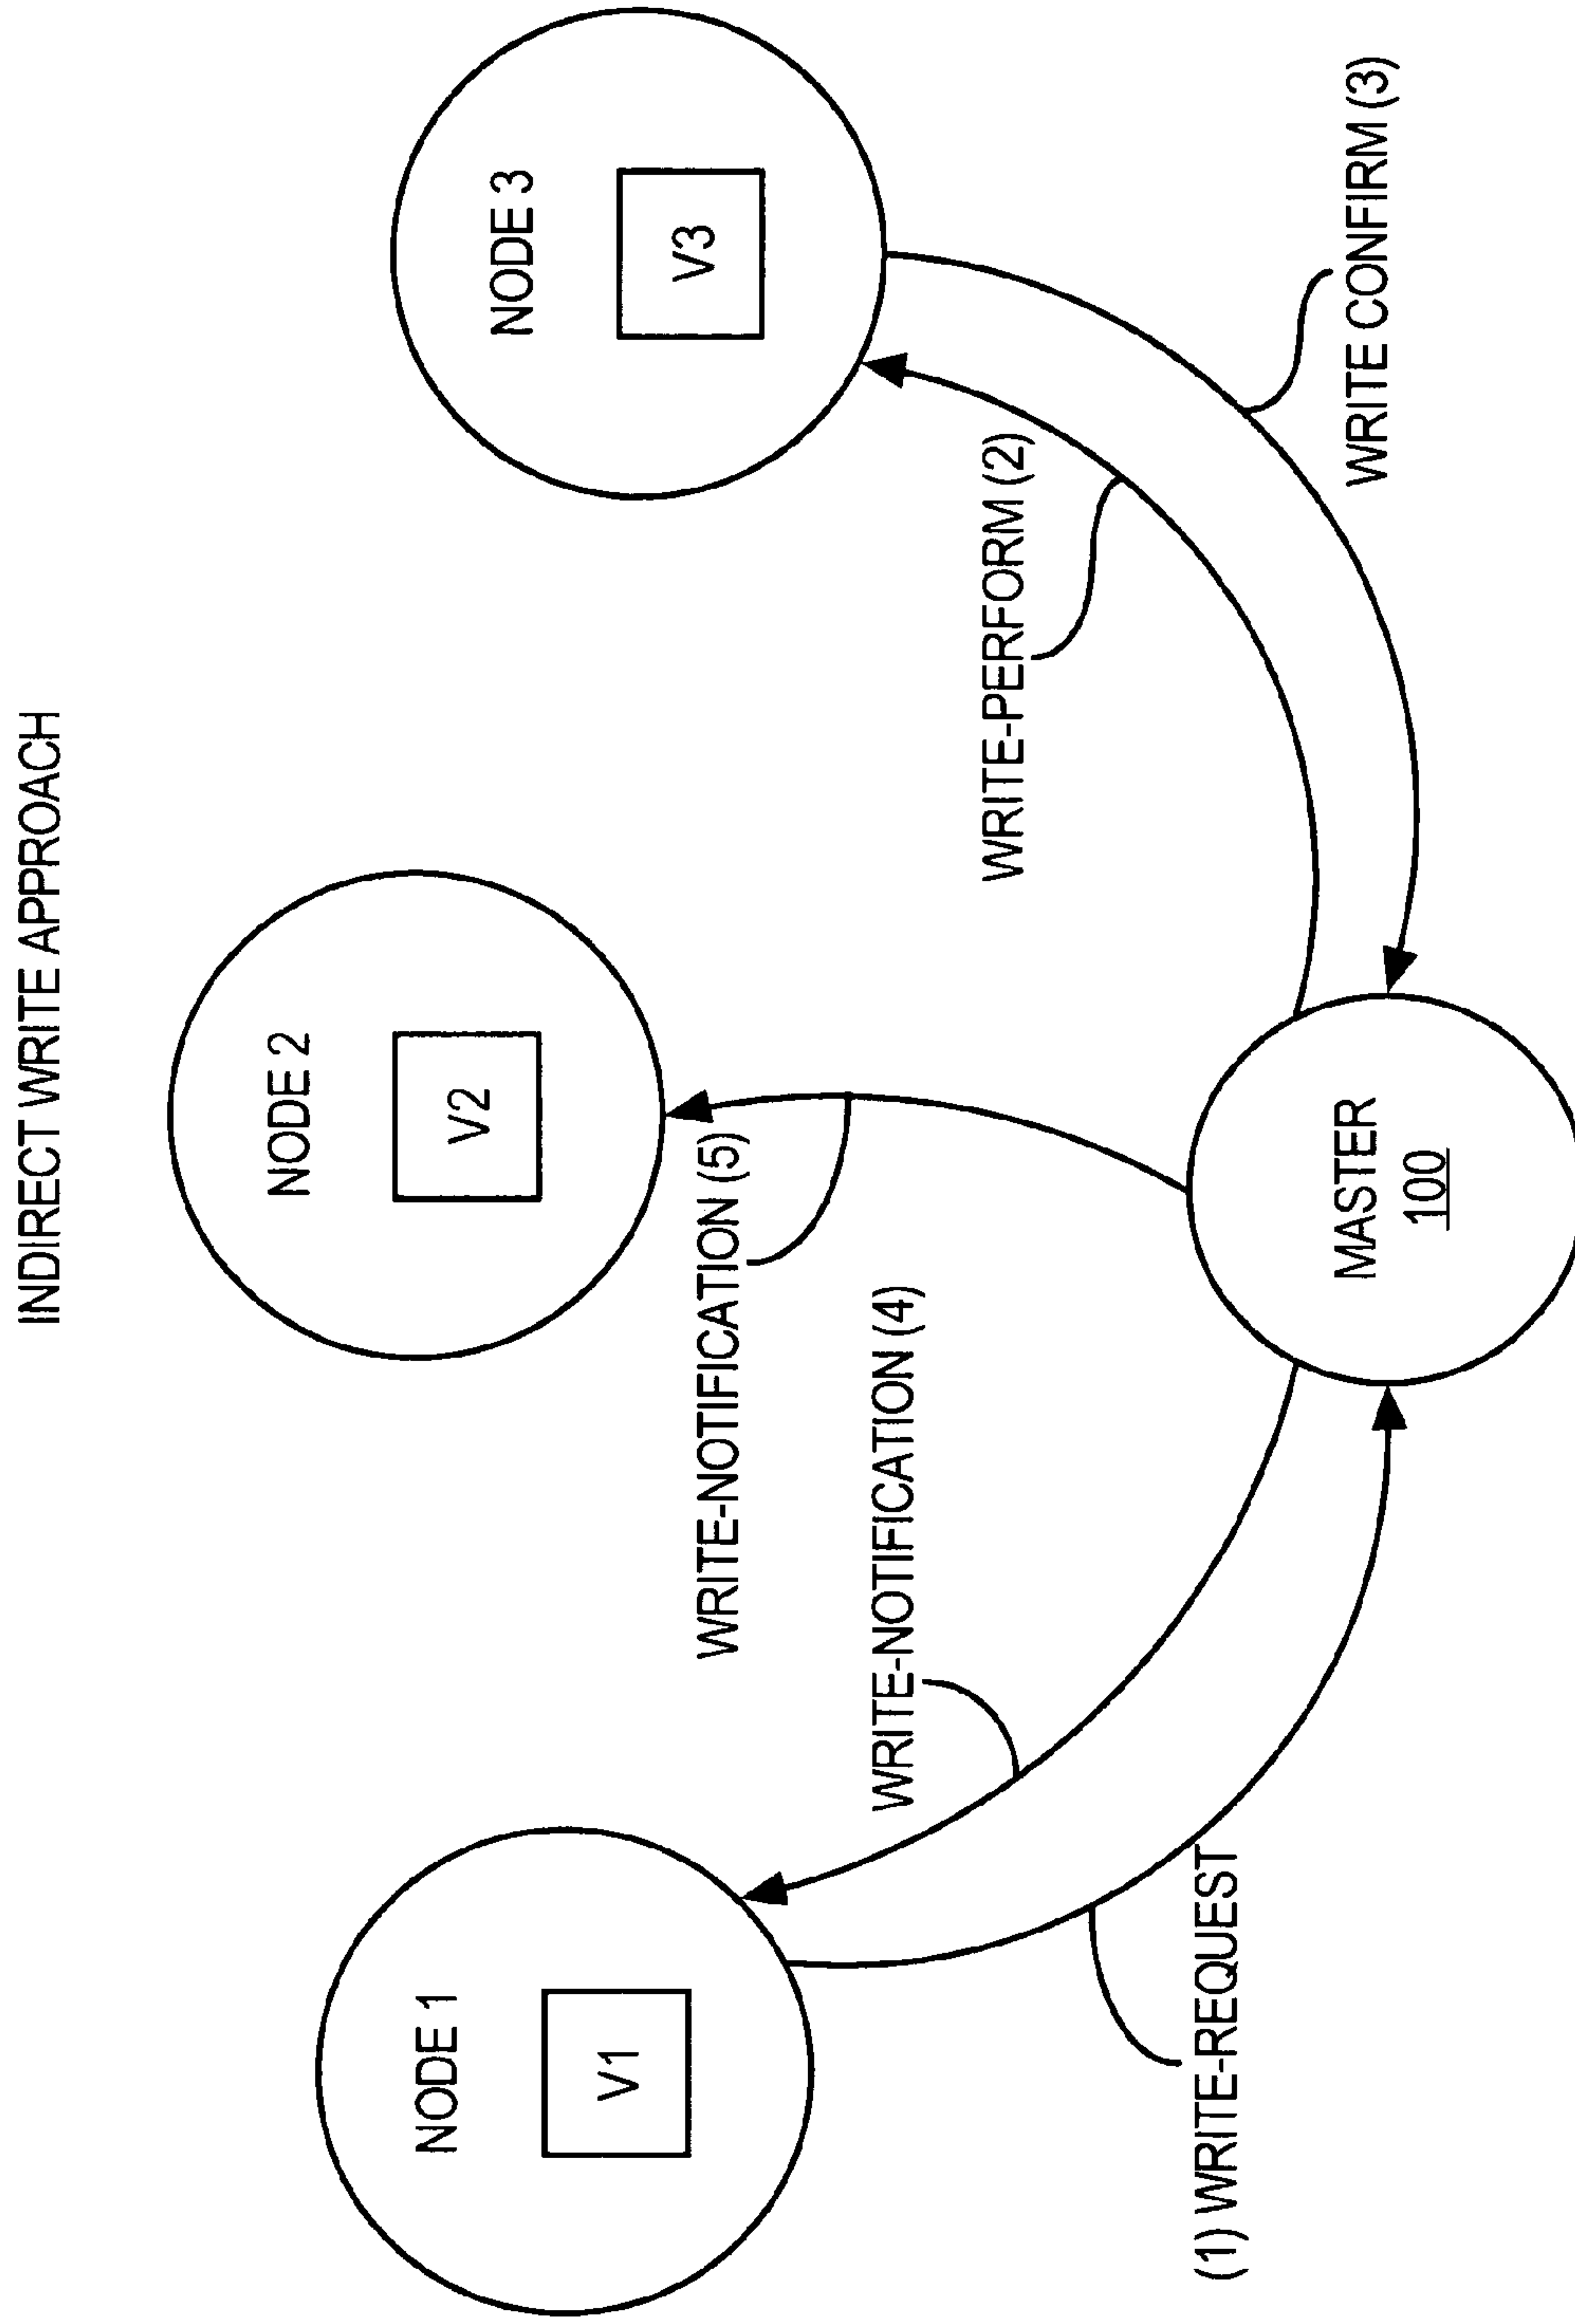 INDIRECT WRITE APPROACH
NODE 1
V1
NODE 2
V2
NODE 3
V3
WRITE-NOTIFICATION (5)
WRITE-NOTIFICATION (4)
WRITE-PERFORM (2)
(1) WRITE-REQUEST
MASTER
100
WRITE CONFIRM (3)